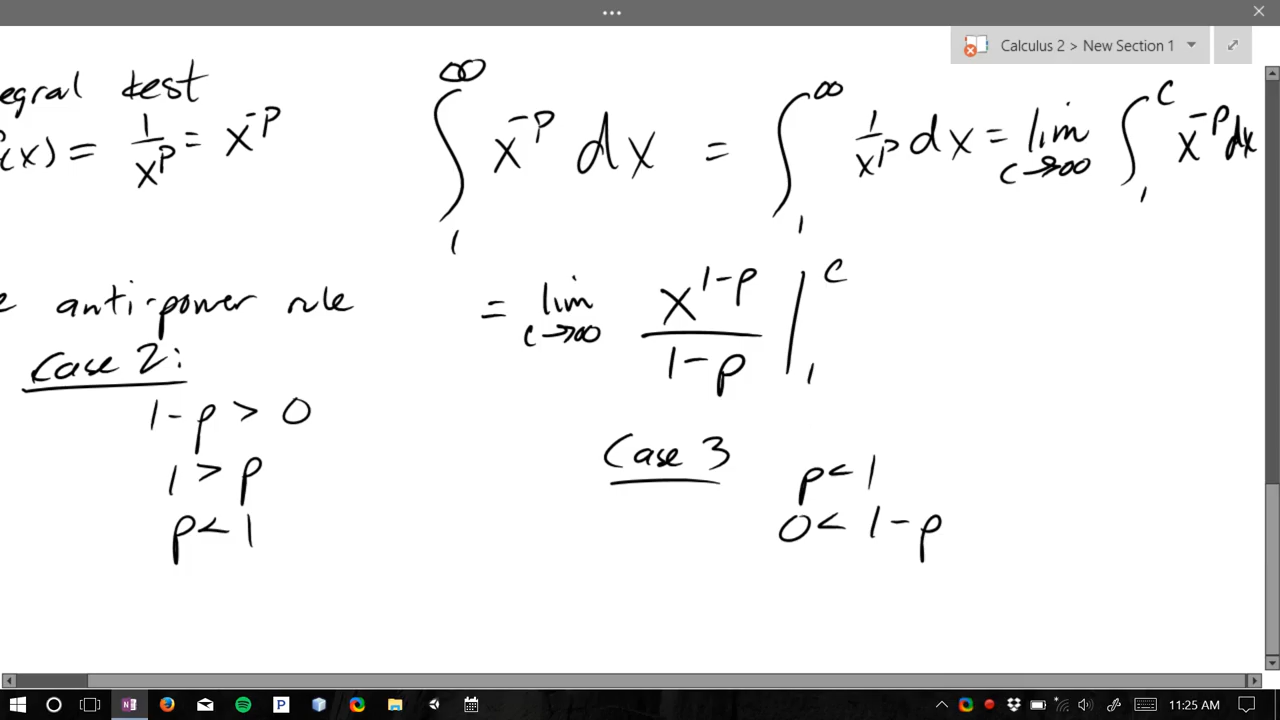 Calculus 2 > New Section 1
egral test
(x) = 1/x^p = x^-p
∫_1^∞ x^-p dx = ∫_1^∞ 1/x^p dx = lim_{c→∞} ∫_1^c x^-p dx
e anti-power rule
= lim_{c→∞} x^{1-p}/(1-p) |_1^c
Case 2:
1-p > 0
1 > p
p < 1
Case 3
p < 1
0 < 1-p
11:25 AM